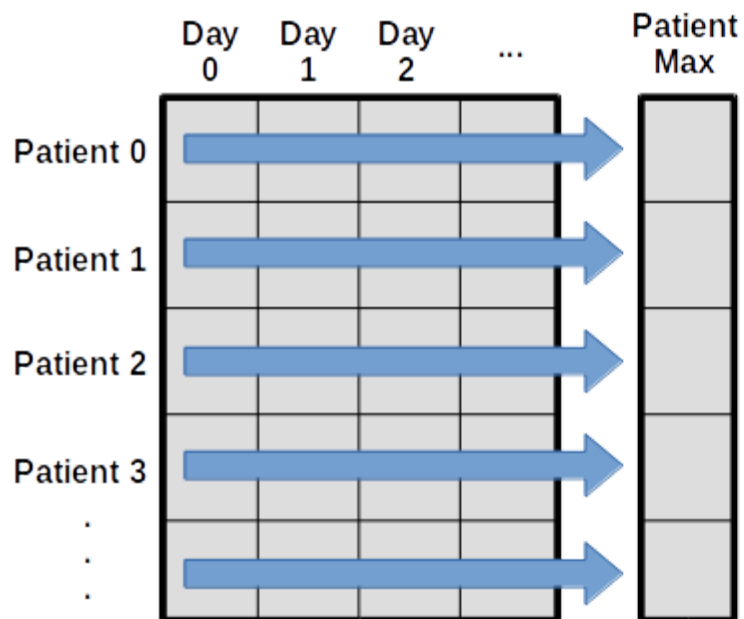 Day 0
Day 1
Day 2
...
Patient Max
Patient 0
Patient 1
Patient 2
Patient 3
.
.
.